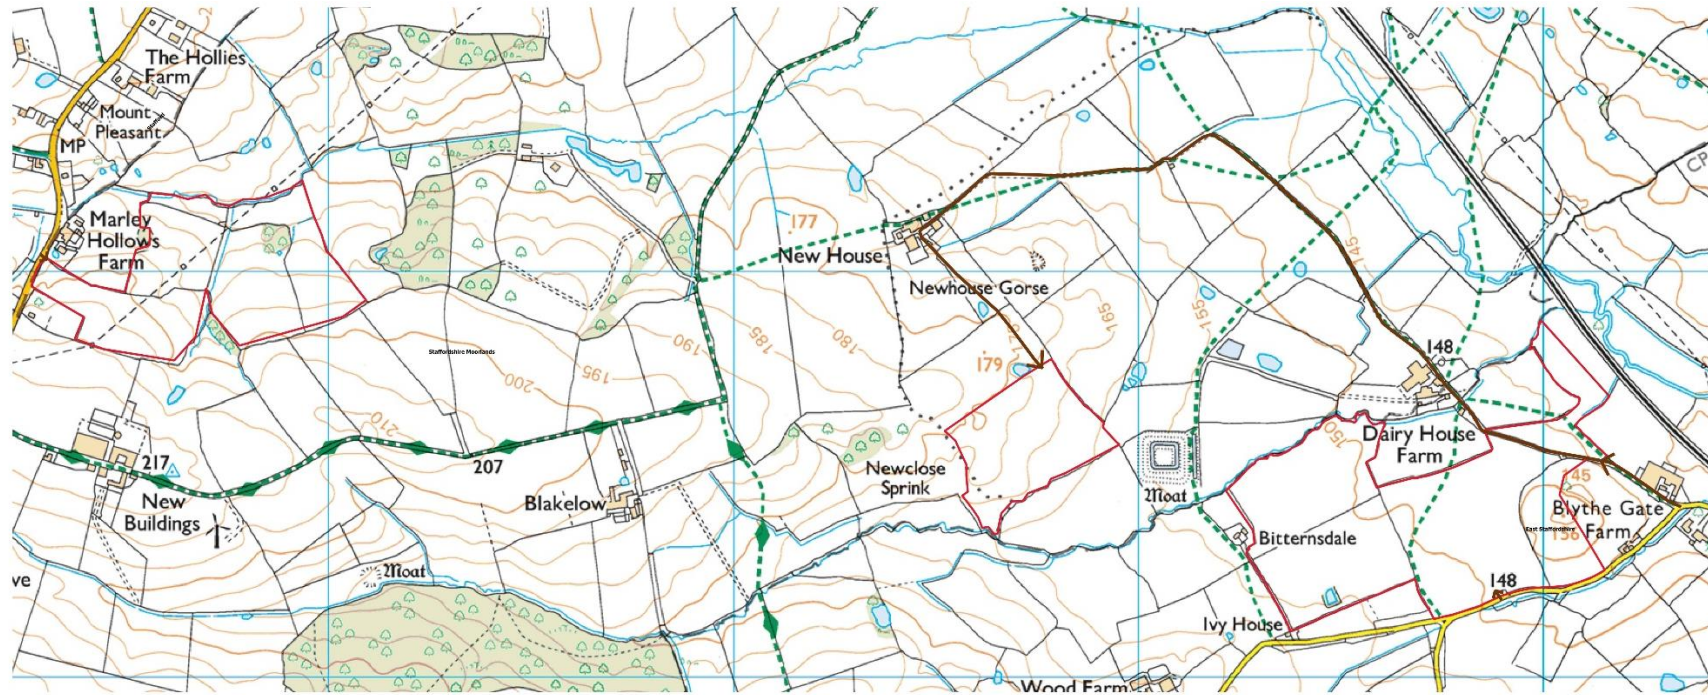 The Hollies
Farm
Mount
Pleasant
MP
CP
Marley
Hollows
Farm
177
New House
145
Newhouse Gorse
165
155
170
179
148
190
185
180
Staffordshire Moorlands
200
195
210
150
Dairy House
Farm
217
207
New
Buildings
Newclose
Sprink
Blakelow
Moat
145
Blythe Gate
Farm
East Staffordshire
156
Bitternsdale
ve
Moat
148
Ivy House
Wood Farm